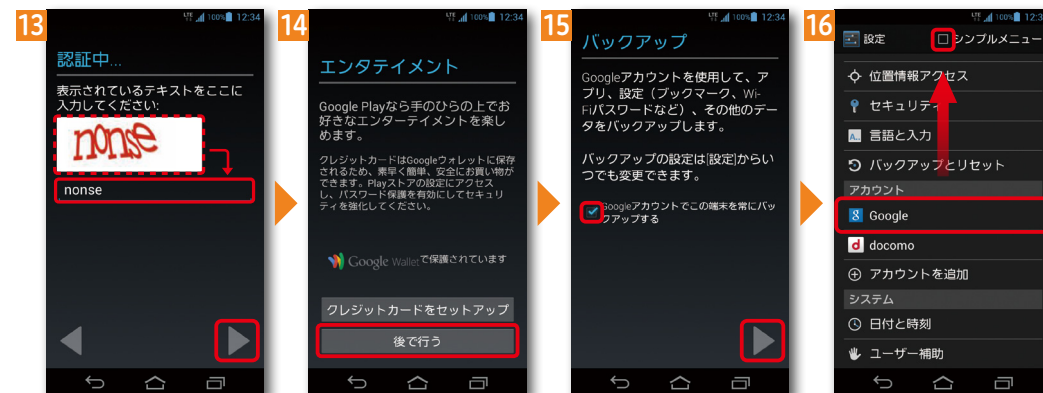 13
LTE 100% 12:34
認証中...
表示されているテキストをここに
入力してください:
nonse
nonse
14
LTE 100% 12:34
エンタテイメント
Google Playなら手のひらの上でお
好きなエンターテイメントを楽し
めます。
クレジットカードはGoogleウォレットに保存
されるため、素早く簡単、安全にお買い物が
できます。Playストアの設定にアクセス
し、パスワード保護を有効にしてセキュリ
ティを強化してください。
Google Walletで保護されています
クレジットカードをセットアップ
後で行う
15
LTE 100% 12:34
バックアップ
Googleアカウントを使用して、ア
プリ、設定（ブックマーク、Wi-
Fiパスワードなど）、その他のデー
タをバックアップします。
バックアップの設定は[設定]からい
つでも変更できます。
Googleアカウントでこの端末を常にバッ
クアップする
16
LTE 100% 12:34
設定
シンプルメニュー
位置情報アクセス
セキュリティ
A
言語と入力
バックアップとリセット
アカウント
8 Google
d docomo
アカウントを追加
システム
日付と時刻
ユーザー補助